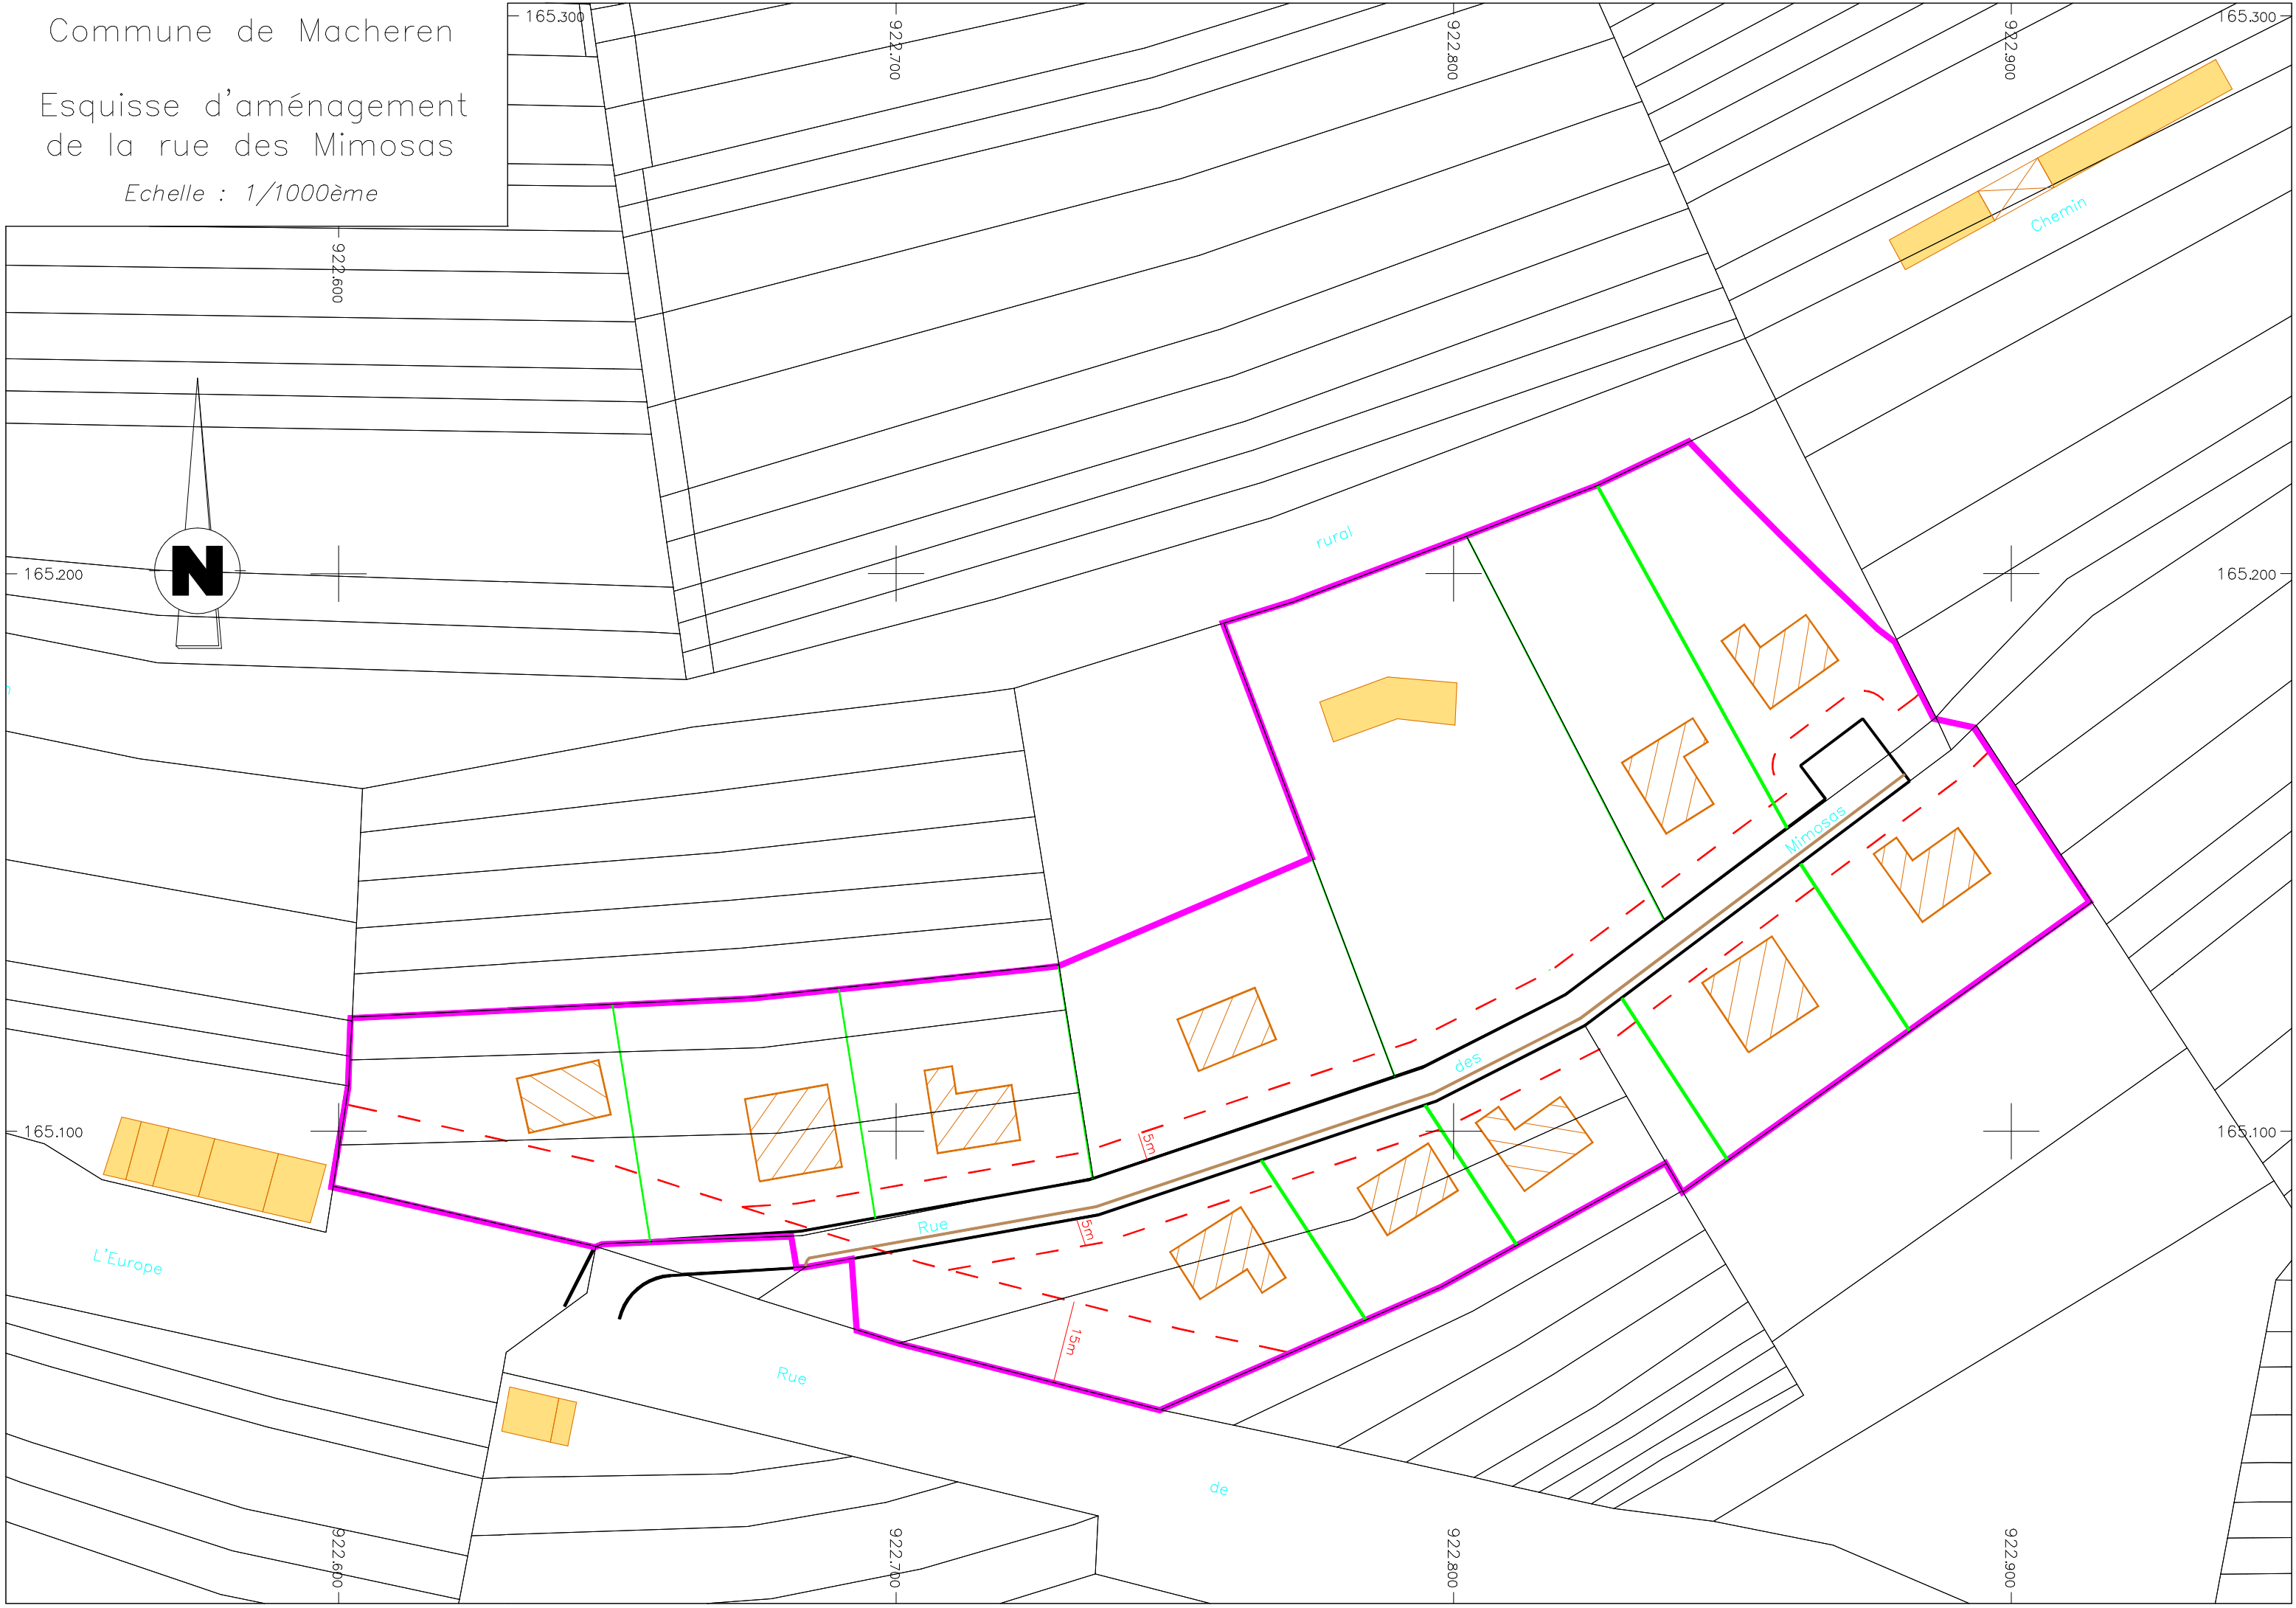 Commune de Macheren
Esquisse d'aménagement
de la rue des Mimosas
Echelle : 1/1000ème
165.300
922.700
922.800
922.900
165.300
922.600
Chemin
N
rural
165.200
165.200
Mimosas
des
165.100
165.100
5m
5m
Rue
L'Europe
15m
Rue
de
922.600
922.700
922.800
922.900